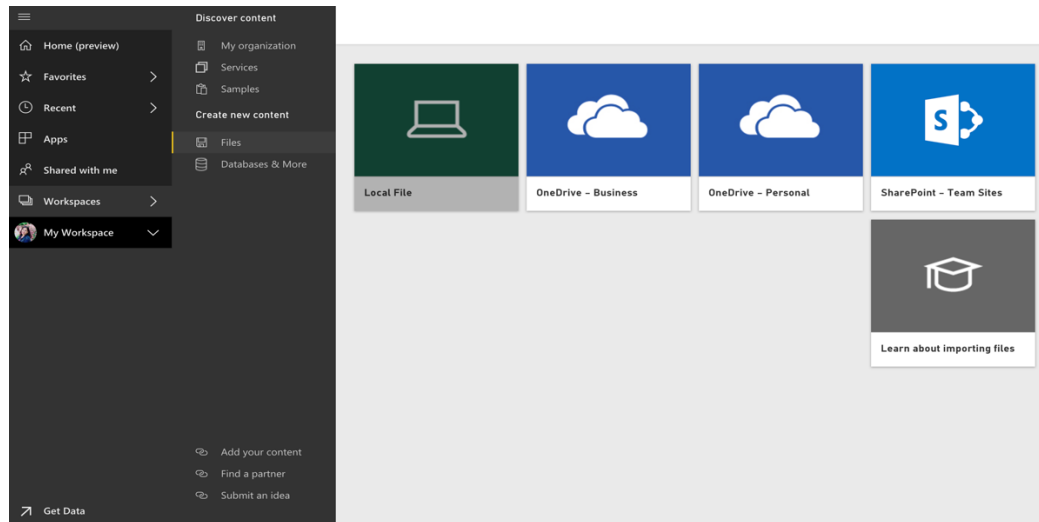 Home (preview)
Favorites
Recent
Apps
Shared with me
Workspaces
My Workspace
Get Data
Discover content
My organization
Services
Samples
Create new content
Files
Databases & More
Add your content
Find a partner
Submit an idea
Local File
OneDrive – Business
OneDrive – Personal
S
SharePoint – Team Sites
Learn about importing files